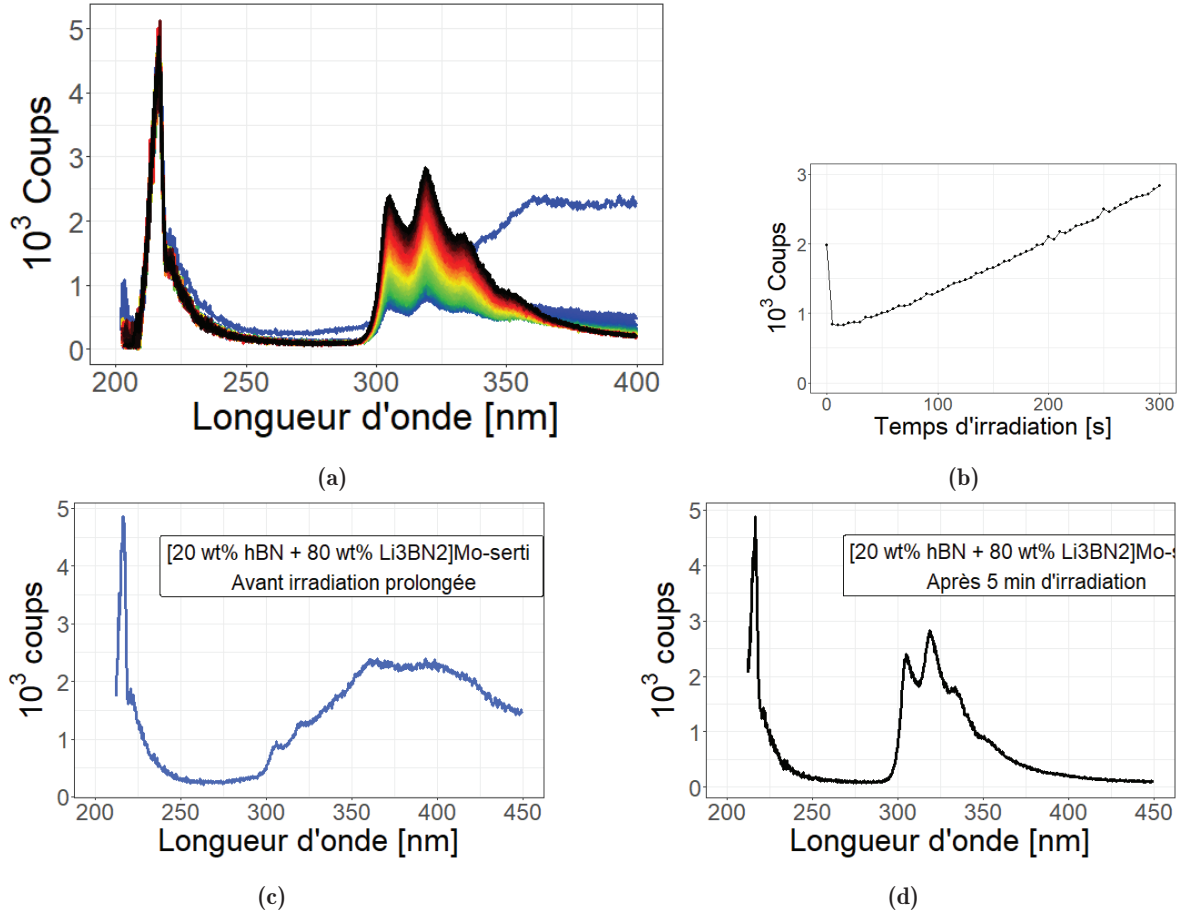 5
4
3
2
1
0
10³ Coups
200 250 300 350 400
Longueur d'onde [nm]
(a)
3
2
1
0
10³ Coups
0 100 200 300
Temps d'irradiation [s]
(b)
5
4
3
2
1
0
10³ coups
[20 wt% hBN + 80 wt% Li3BN2]Mo-serti
Avant irradiation prolongée
200 250 300 350 400 450
Longueur d'onde [nm]
(c)
5
4
3
2
1
0
10³ coups
[20 wt% hBN + 80 wt% Li3BN2]Mo-s
Après 5 min d'irradiation
200 250 300 350 400 450
Longueur d'onde [nm]
(d)